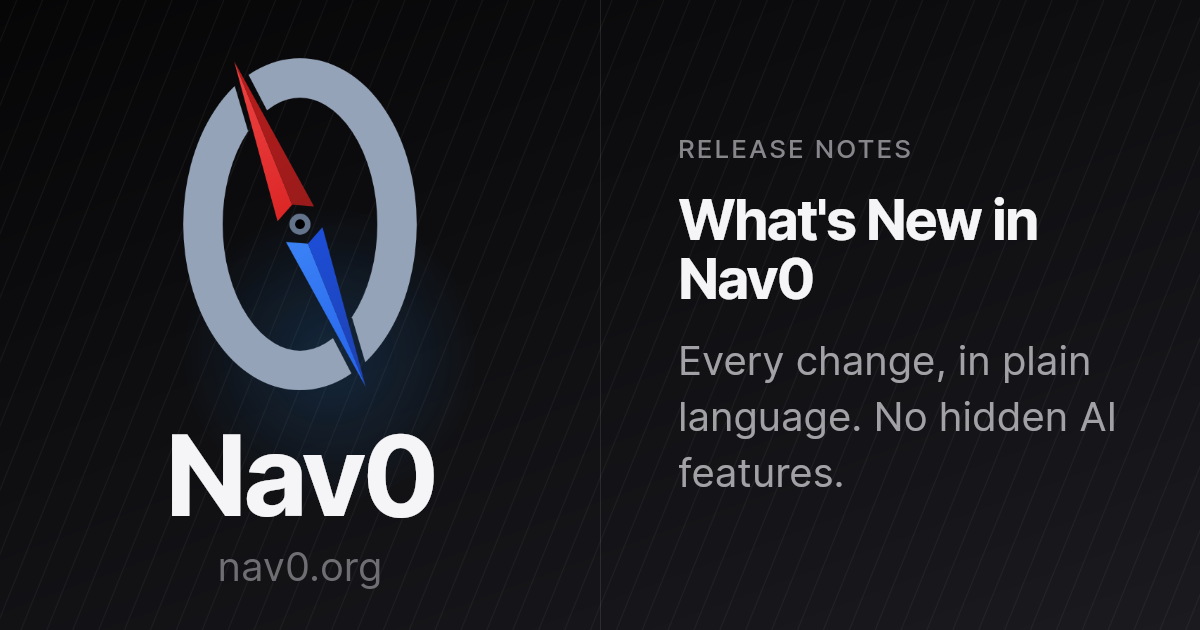 Nav0
nav0.org
RELEASE NOTES
What's New in
Nav0
Every change, in plain
language. No hidden AI
features.